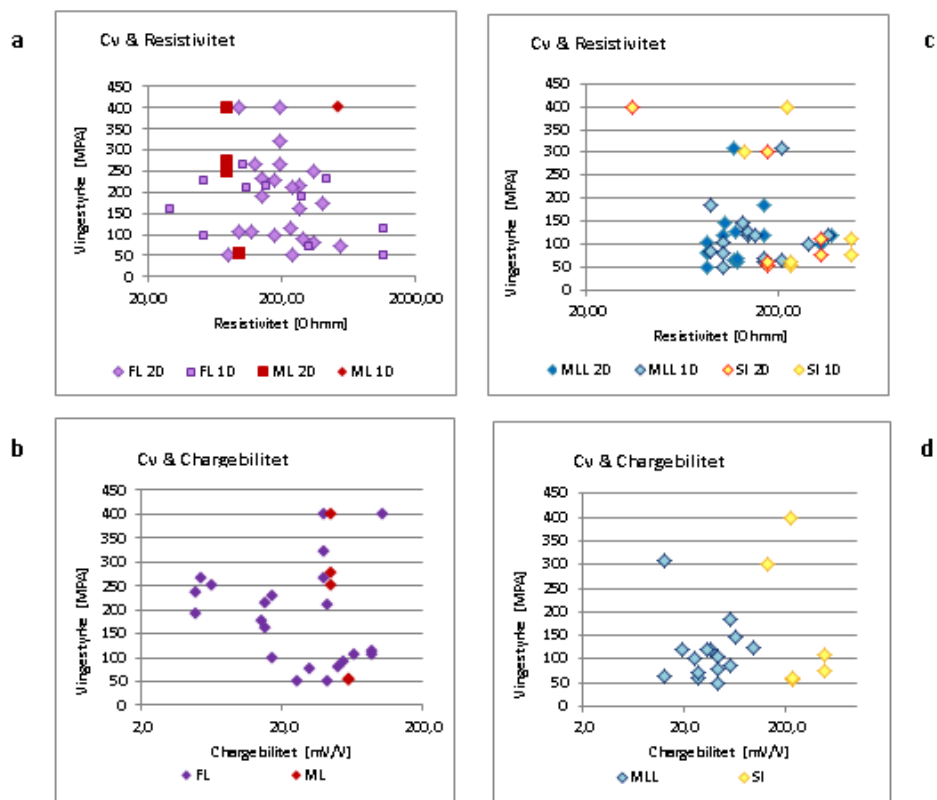 a
Cv & Resistivitet
Vingestyrke [MPA]
450
400
350
300
250
200
150
100
50
0
20,00
200,00
2000,00
Resistivitet [Ohmm]
FL 2D
FL 1D
ML 2D
ML 1D
c
Cv & Resistivitet
Vingestyrke [MPA]
450
400
350
300
250
200
150
100
50
0
20,00
200,00
Resistivitet [Ohmm]
MLL 2D
MLL 1D
SI 2D
SI 1D
b
Cv & Chargebilitet
Vingestyrke [MPA]
450
400
350
300
250
200
150
100
50
0
2,0
20,0
200,0
Chargebilitet [mV/V]
FL
ML
d
Cv & Chargebilitet
Vingestyrke [MPA]
450
400
350
300
250
200
150
100
50
0
2,0
20,0
200,0
Chargebilitet [mV/V]
MLL
SI